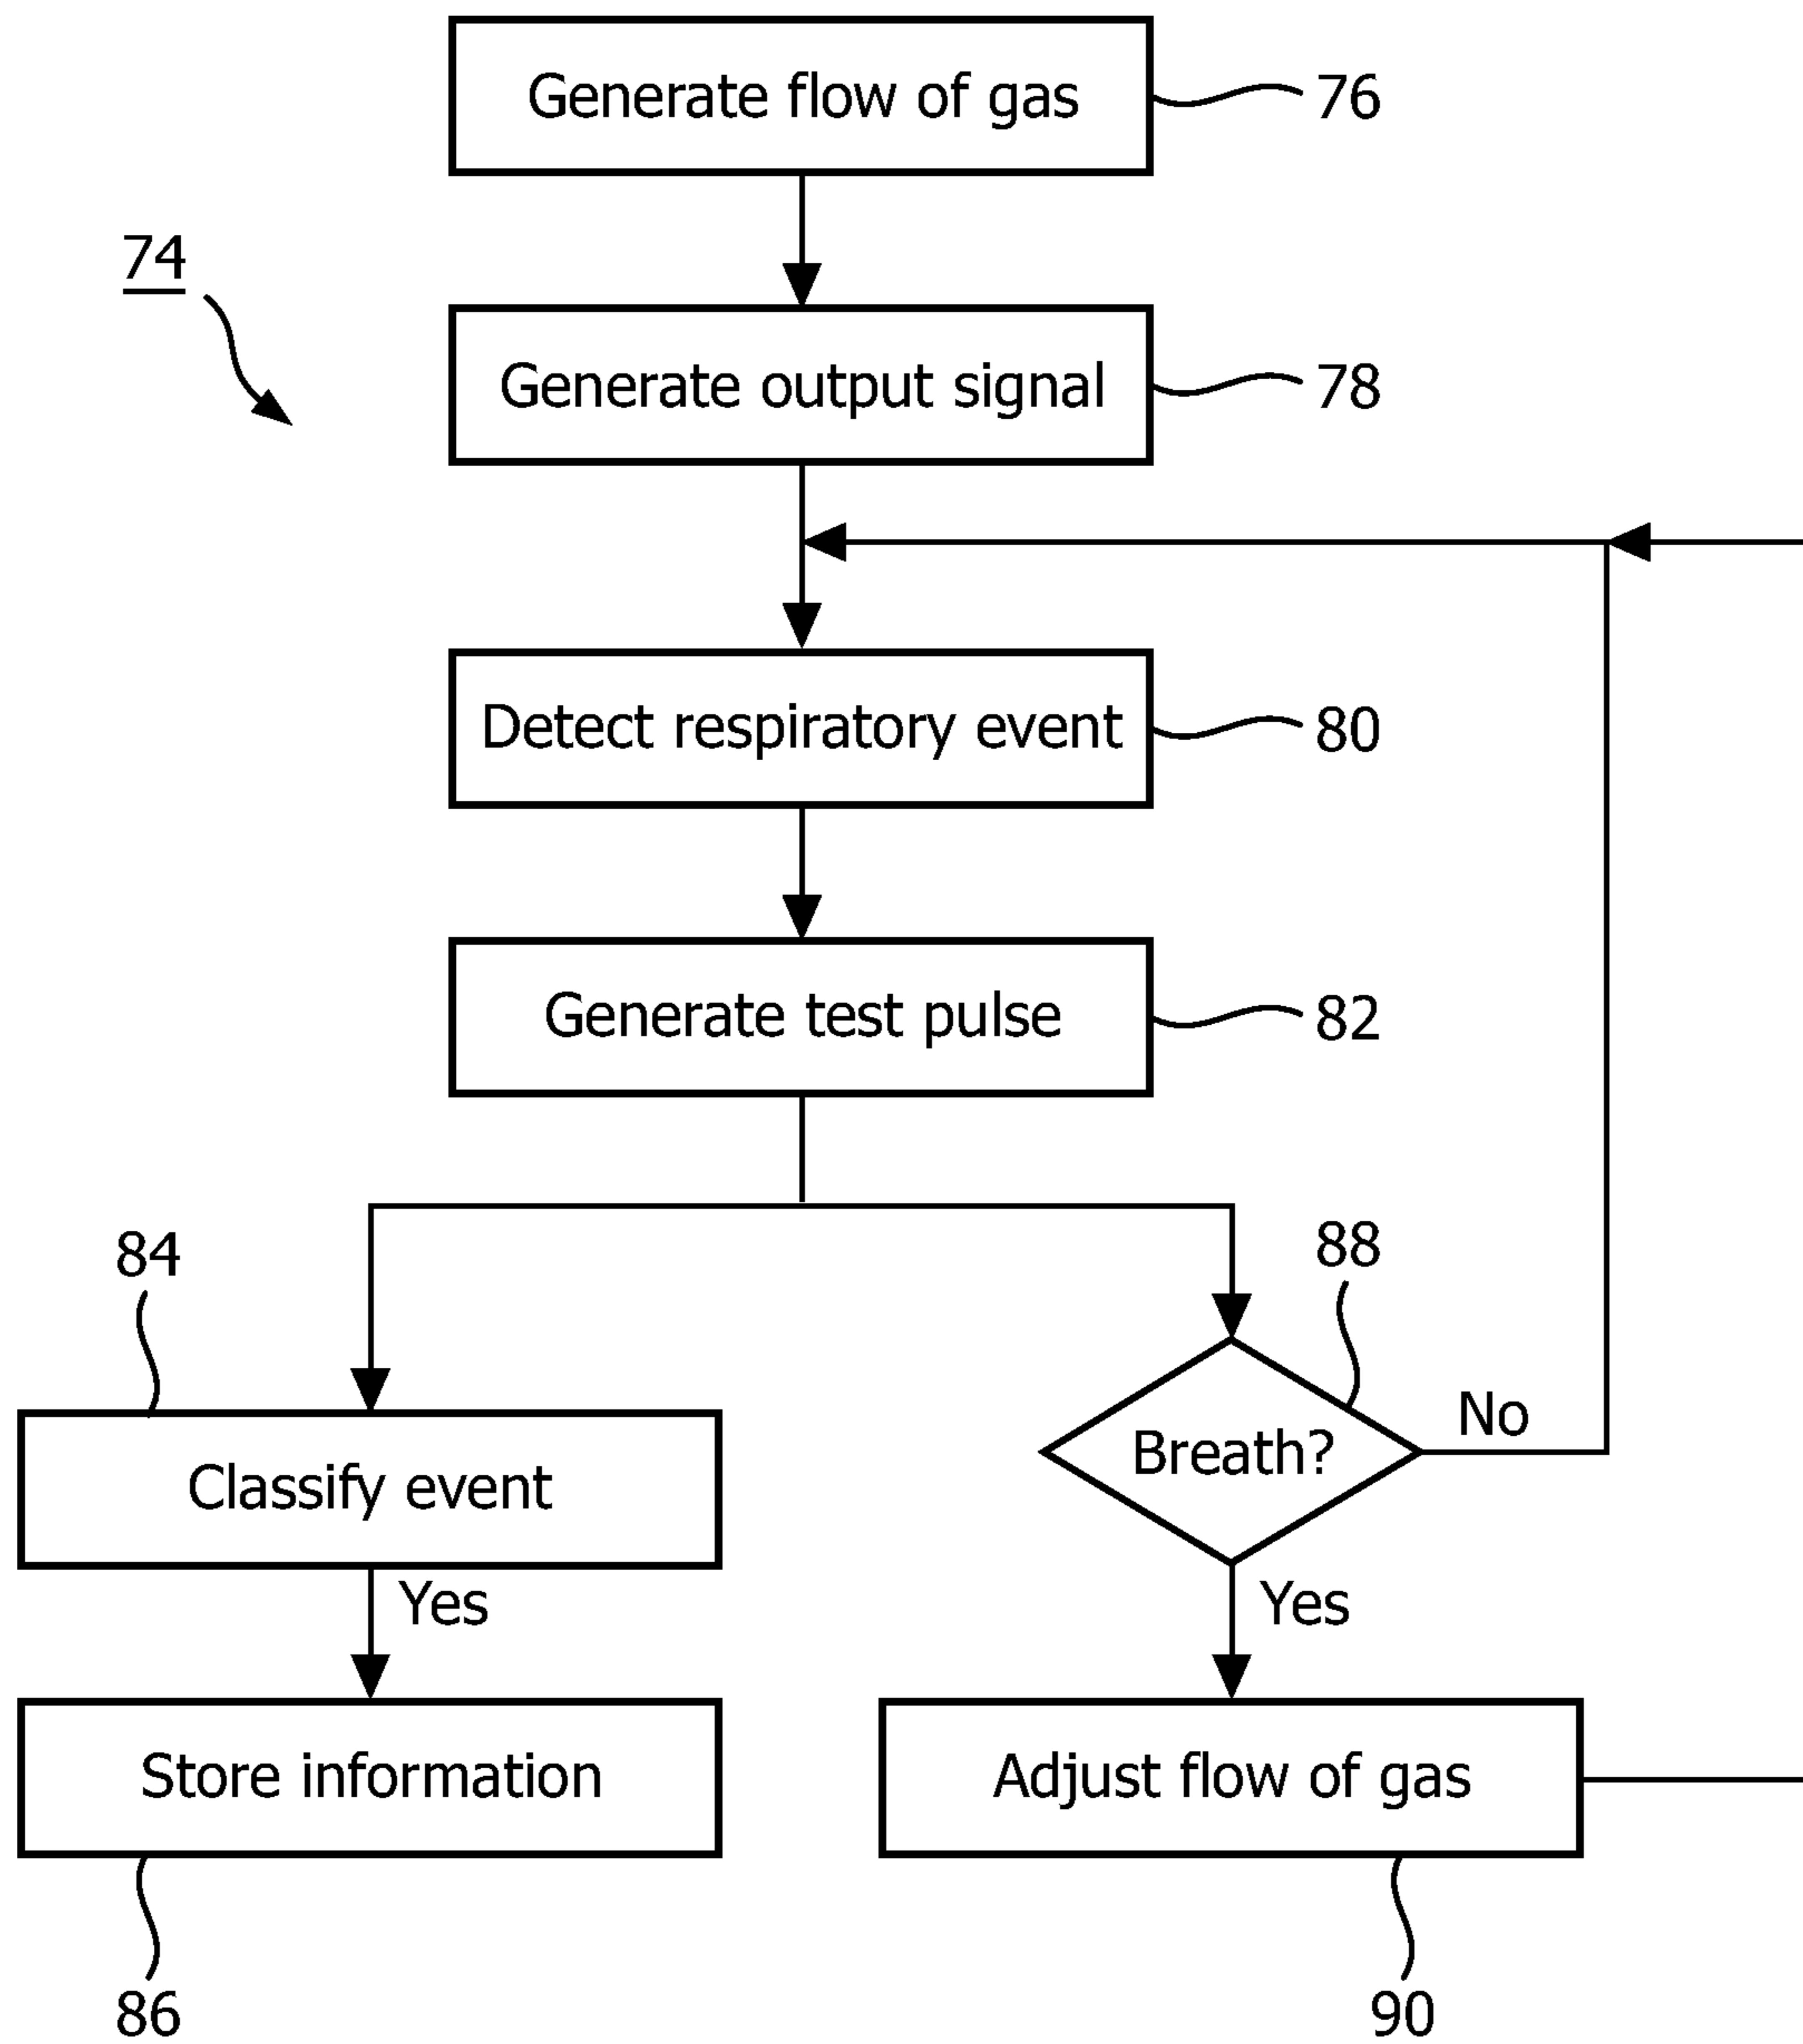 Generate flow of gas
76
74
Generate output signal
78
Detect respiratory event
80
Generate test pulse
82
84
88
Classify event
Breath?
No
Yes
Yes
Store information
Adjust flow of gas
86
90